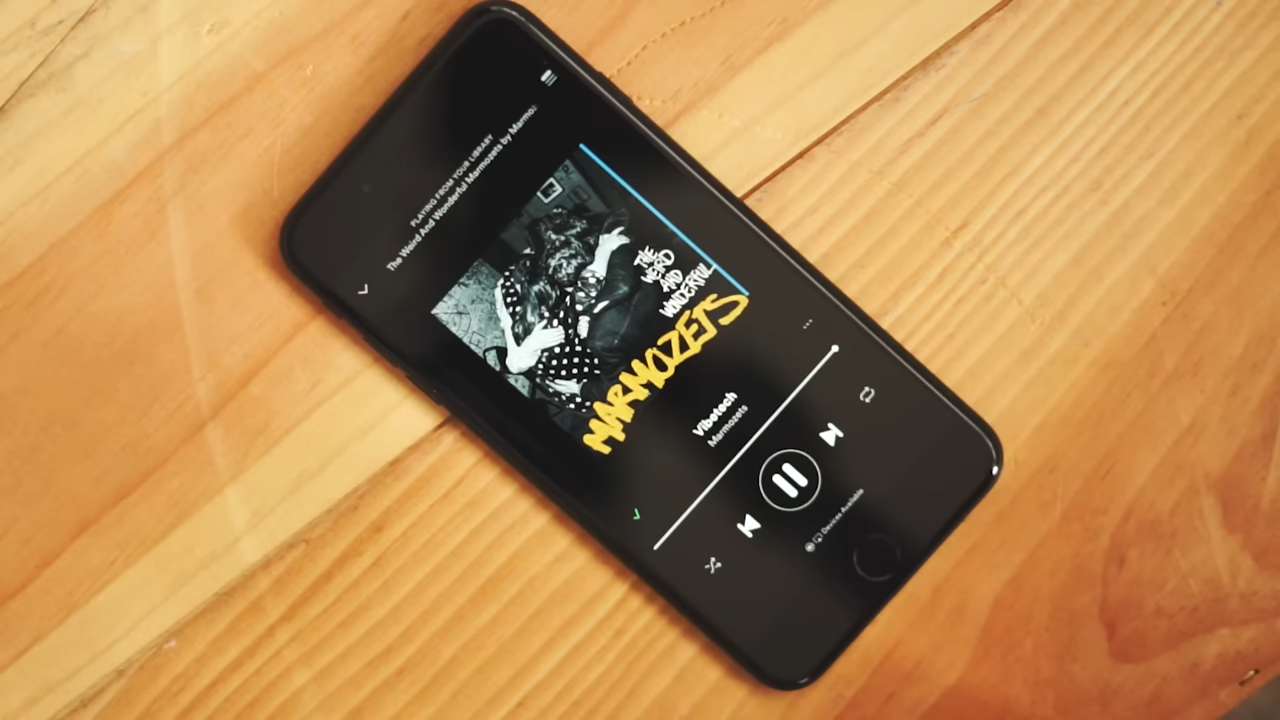 PLAYING FROM YOUR LIBRARY
The Weird And Wonderful Marmozets by Marmoz
THE
WEIRD
AND
WONDERFUL
MARMOZETS
Vibetech
Marmozets
Devices Available